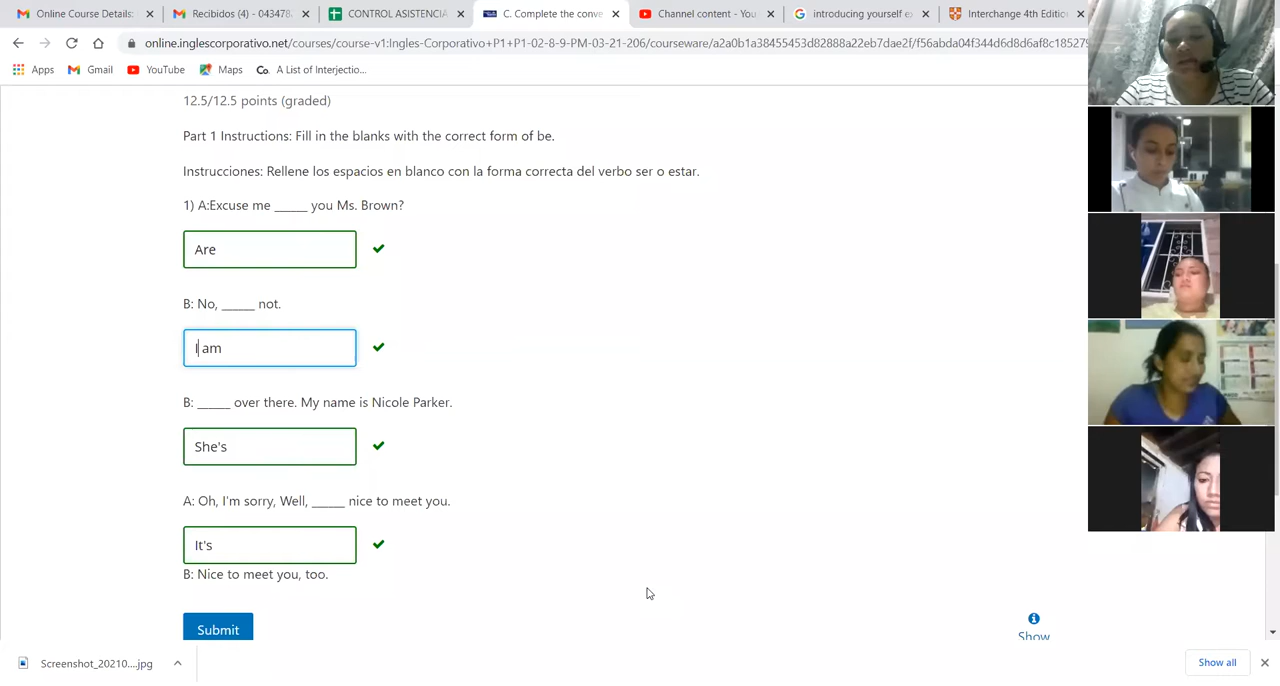 Online Course Details: Recibidos (4) - 04347& CONTROL ASISTENCIA C. Complete the conve Channel content - You introducing yourself ex Interchange 4th Edition
online.inglescorporativo.net/courses/course-v1:Ingles-Corporativo+P1+P1-02-8-9-PM-03-21-206/courseware/a2a0b1a38455453d82888a22eb7dae2f/f56abda04f344d6d8d6af8c18527
Apps Gmail YouTube Maps Co. A List of Interjectio...
12.5/12.5 points (graded)
Part 1 Instructions: Fill in the blanks with the correct form of be.
Instrucciones: Rellene los espacios en blanco con la forma correcta del verbo ser o estar.
1) A:Excuse me _____ you Ms. Brown?
Are
B: No, _____ not.
I am
B: _____ over there. My name is Nicole Parker.
She's
A: Oh, I'm sorry, Well, _____ nice to meet you.
It's
B: Nice to meet you, too.
Submit
Show
Screenshot_20210....jpg
Show all